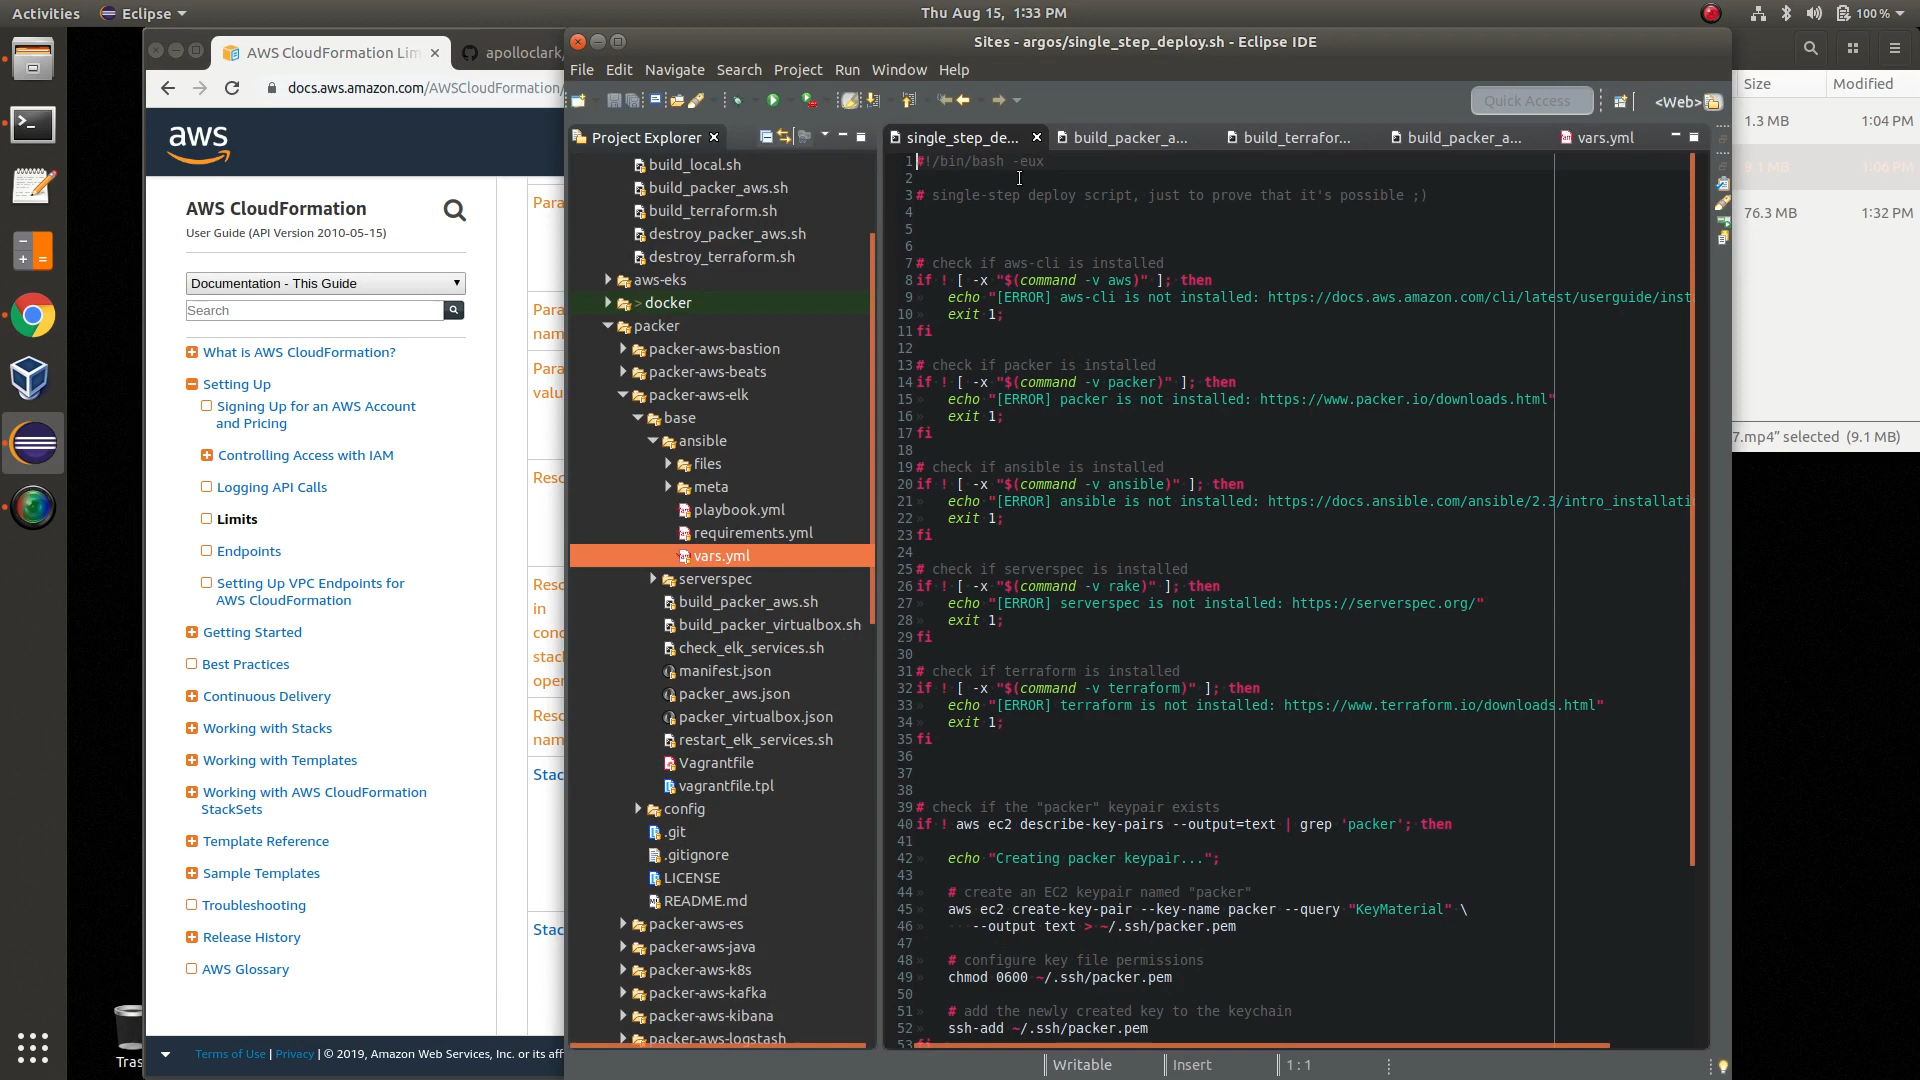 Activities
Eclipse
Thu Aug 15, 1:33 PM
100 %
AWS CloudFormation Lim
apolloclark,
docs.aws.amazon.com/AWSCloudFormation/
aws
AWS CloudFormation
User Guide (API Version 2010-05-15)
Documentation - This Guide
Search
What is AWS CloudFormation?
Setting Up
Signing Up for an AWS Account
and Pricing
Controlling Access with IAM
Logging API Calls
Limits
Endpoints
Setting Up VPC Endpoints for
AWS CloudFormation
Getting Started
Best Practices
Continuous Delivery
Working with Stacks
Working with Templates
Working with AWS CloudFormation
StackSets
Template Reference
Sample Templates
Troubleshooting
Release History
AWS Glossary
Terms of Use | Privacy | © 2019, Amazon Web Services, Inc. or its aff
Para
Para
nam
Para
valu
Reso
Reso
in
conc
stac
oper
Reso
nam
Stac
Stac
Tras
Sites - argos/single_step_deploy.sh - Eclipse IDE
File Edit Navigate Search Project Run Window Help
Quick Access
<Web>
Project Explorer
build_local.sh
build_packer_aws.sh
build_terraform.sh
destroy_packer_aws.sh
destroy_terraform.sh
aws-eks
> docker
packer
packer-aws-bastion
packer-aws-beats
packer-aws-elk
base
ansible
files
meta
playbook.yml
requirements.yml
vars.yml
serverspec
build_packer_aws.sh
build_packer_virtualbox.sh
check_elk_services.sh
manifest.json
packer_aws.json
packer_virtualbox.json
restart_elk_services.sh
Vagrantfile
vagrantfile.tpl
config
.git
.gitignore
LICENSE
README.md
packer-aws-es
packer-aws-java
packer-aws-k8s
packer-aws-kafka
packer-aws-kibana
packer-aws-logstash
single_step_de...
build_packer_a...
build_terrafor...
build_packer_a...
vars.yml
1 #!/bin/bash -eux
2
3 # single-step deploy script, just to prove that it's possible ;)
4
5
6
7 # check if aws-cli is installed
8 if ! [ -x "$(command -v aws)" ]; then
9 echo "[ERROR] aws-cli is not installed: https://docs.aws.amazon.com/cli/latest/userguide/inst
10 exit 1;
11 fi
12
13 # check if packer is installed
14 if ! [ -x "$(command -v packer)" ]; then
15 echo "[ERROR] packer is not installed: https://www.packer.io/downloads.html"
16 exit 1;
17 fi
18
19 # check if ansible is installed
20 if ! [ -x "$(command -v ansible)" ]; then
21 echo "[ERROR] ansible is not installed: https://docs.ansible.com/ansible/2.3/intro_installati
22 exit 1;
23 fi
24
25 # check if serverspec is installed
26 if ! [ -x "$(command -v rake)" ]; then
27 echo "[ERROR] serverspec is not installed: https://serverspec.org/"
28 exit 1;
29 fi
30
31 # check if terraform is installed
32 if ! [ -x "$(command -v terraform)" ]; then
33 echo "[ERROR] terraform is not installed: https://www.terraform.io/downloads.html"
34 exit 1;
35 fi
36
37
38
39 # check if the "packer" keypair exists
40 if ! aws ec2 describe-key-pairs --output=text | grep 'packer'; then
41
42 echo "Creating packer keypair...";
43
44 # create an EC2 keypair named "packer"
45 aws ec2 create-key-pair --key-name packer --query "KeyMaterial" \
46 --output text > ~/.ssh/packer.pem
47
48 # configure key file permissions
49 chmod 0600 ~/.ssh/packer.pem
50
51 # add the newly created key to the keychain
52 ssh-add ~/.ssh/packer.pem
53 fi
Writable
Insert
1 : 1
Size Modified
1.3 MB 1:04 PM
9.1 MB 1:06 PM
76.3 MB 1:32 PM
7.mp4" selected (9.1 MB)